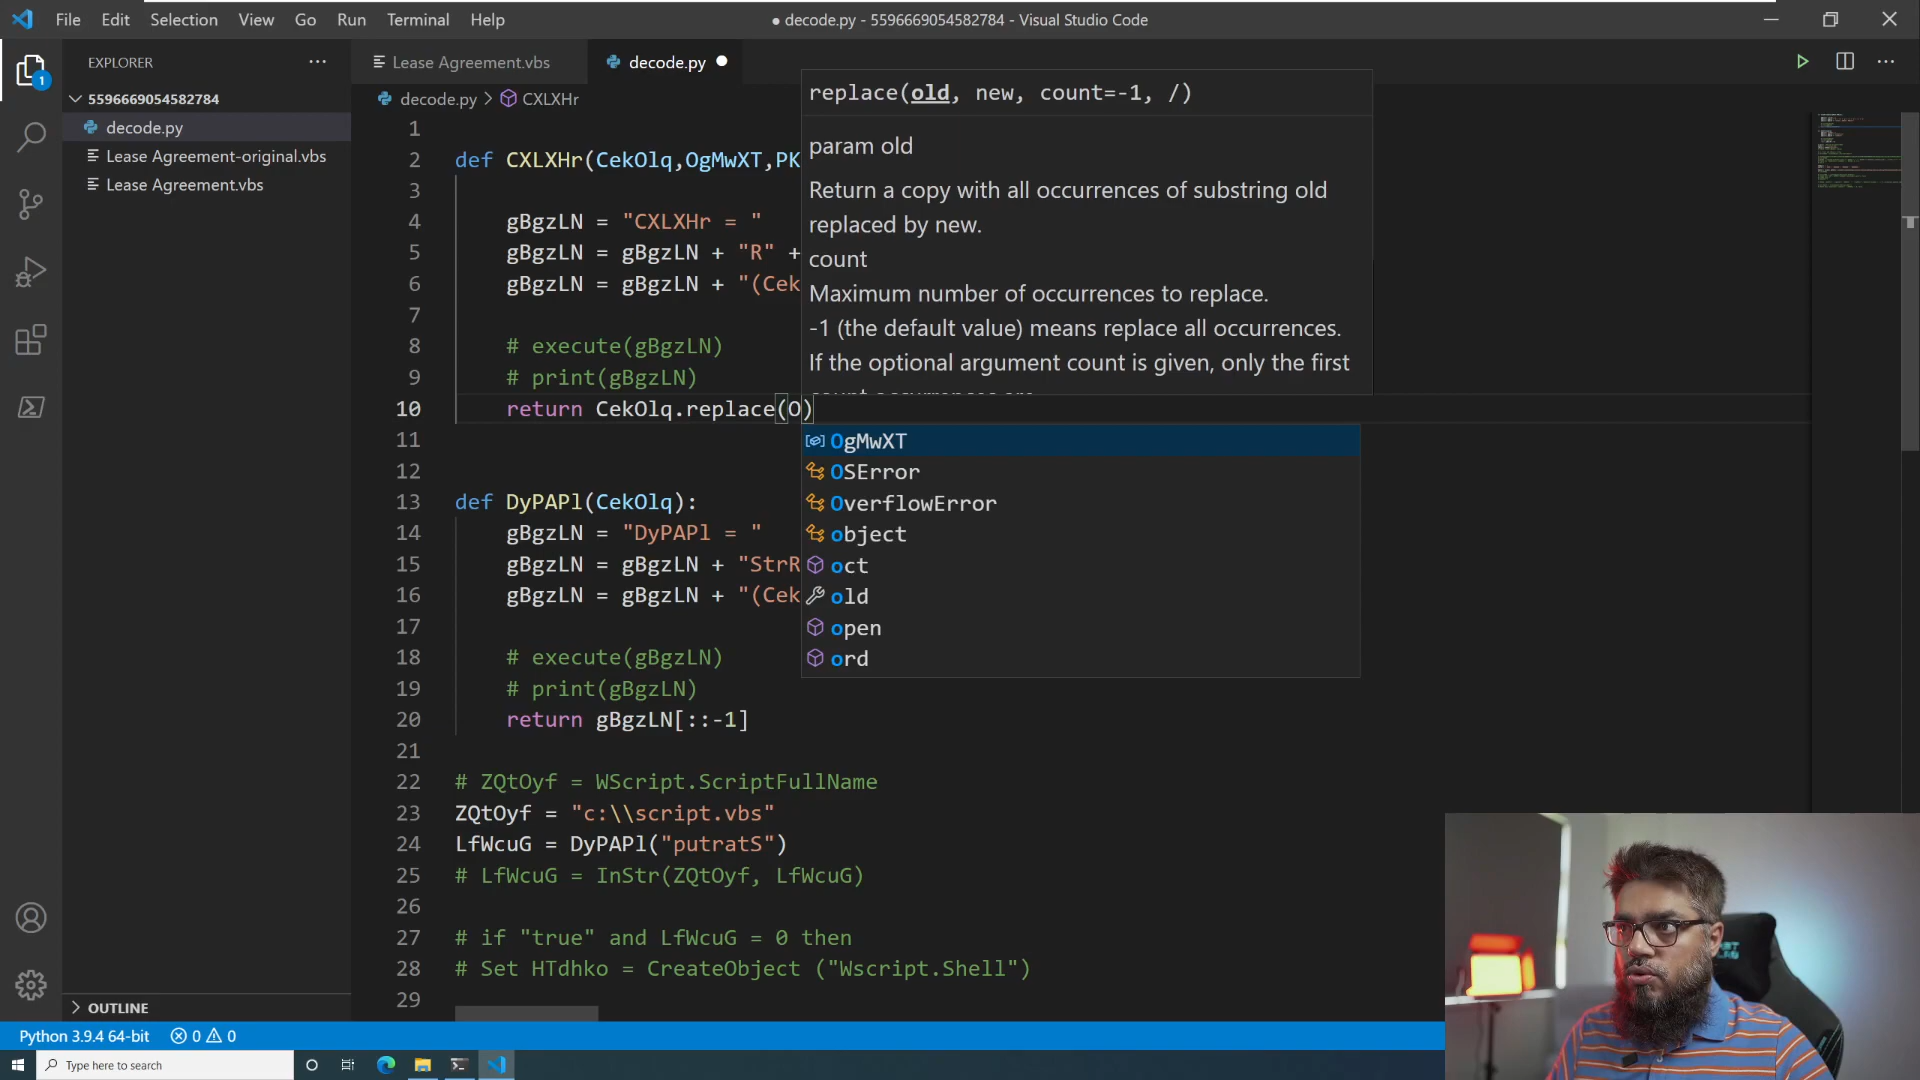 File Edit Selection View Go Run Terminal Help
● decode.py - 5596669054582784 - Visual Studio Code
EXPLORER
Lease Agreement.vbs
decode.py
1
5596669054582784
decode.py
Lease Agreement-original.vbs
Lease Agreement.vbs
decode.py > CXLXHr
1
2 def CXLXHr(CekOlq,OgMwXT,PK
3
4 gBgzLN = "CXLXHr = "
5 gBgzLN = gBgzLN + "R" +
6 gBgzLN = gBgzLN + "(Cek
7
8 # execute(gBgzLN)
9 # print(gBgzLN)
10 return CekOlq.replace(O)
11
12
13 def DyPAPl(CekOlq):
14 gBgzLN = "DyPAPl = "
15 gBgzLN = gBgzLN + "StrR
16 gBgzLN = gBgzLN + "(Cek
17
18 # execute(gBgzLN)
19 # print(gBgzLN)
20 return gBgzLN[::-1]
21
22 # ZQtOyf = WScript.ScriptFullName
23 ZQtOyf = "c:\\script.vbs"
24 LfWcuG = DyPAPl("putratS")
25 # LfWcuG = InStr(ZQtOyf, LfWcuG)
26
27 # if "true" and LfWcuG = 0 then
28 # Set HTdhko = CreateObject ("Wscript.Shell")
29
replace(old, new, count=-1, /)
param old
Return a copy with all occurrences of substring old
replaced by new.
count
Maximum number of occurrences to replace.
-1 (the default value) means replace all occurrences.
If the optional argument count is given, only the first
OgMwXT
OSError
OverflowError
object
oct
old
open
ord
OUTLINE
Python 3.9.4 64-bit
0 0
Type here to search